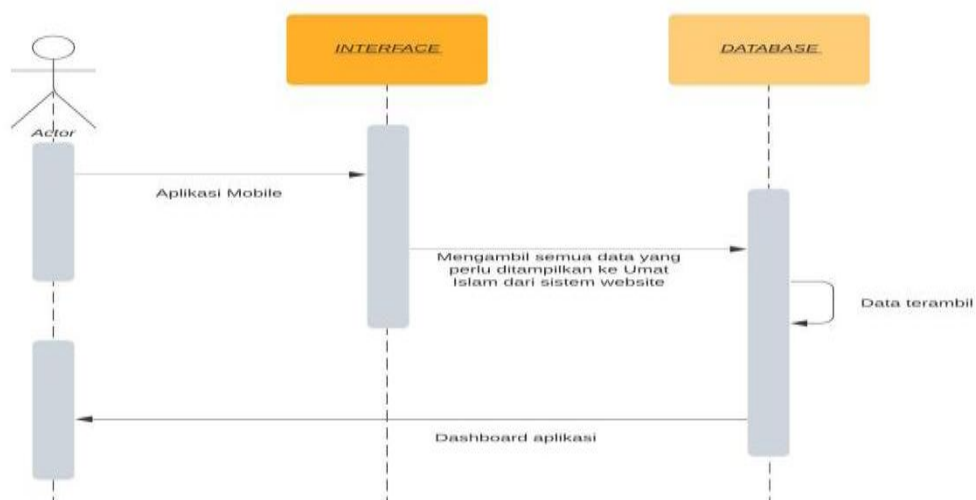 INTERFACE
DATABASE
Actor
Aplikasi Mobile
Mengambil semua data yang
perlu ditampilkan ke Umat
Islam dari sistem website
Data terambil
Dashboard aplikasi